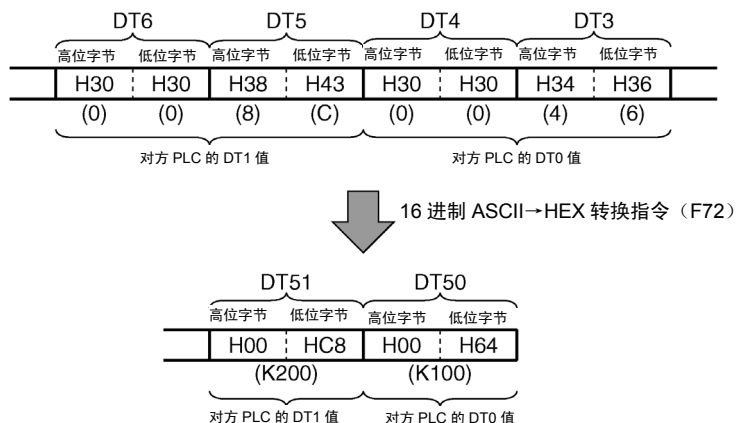 DT6 DT5 DT4 DT3
高位字节 低位字节 高位字节 低位字节 高位字节 低位字节 高位字节 低位字节
H30 H30 H38 H43 H30 H30 H34 H36
(0) (0) (8) (C) (0) (0) (4) (6)
对方 PLC 的 DT1 值 对方 PLC 的 DT0 值
16 进制 ASCII→HEX 转换指令（F72）
DT51 DT50
高位字节 低位字节 高位字节 低位字节
H00 HC8 H00 H64
(K200) (K100)
对方 PLC 的 DT1 值 对方 PLC 的 DT0 值